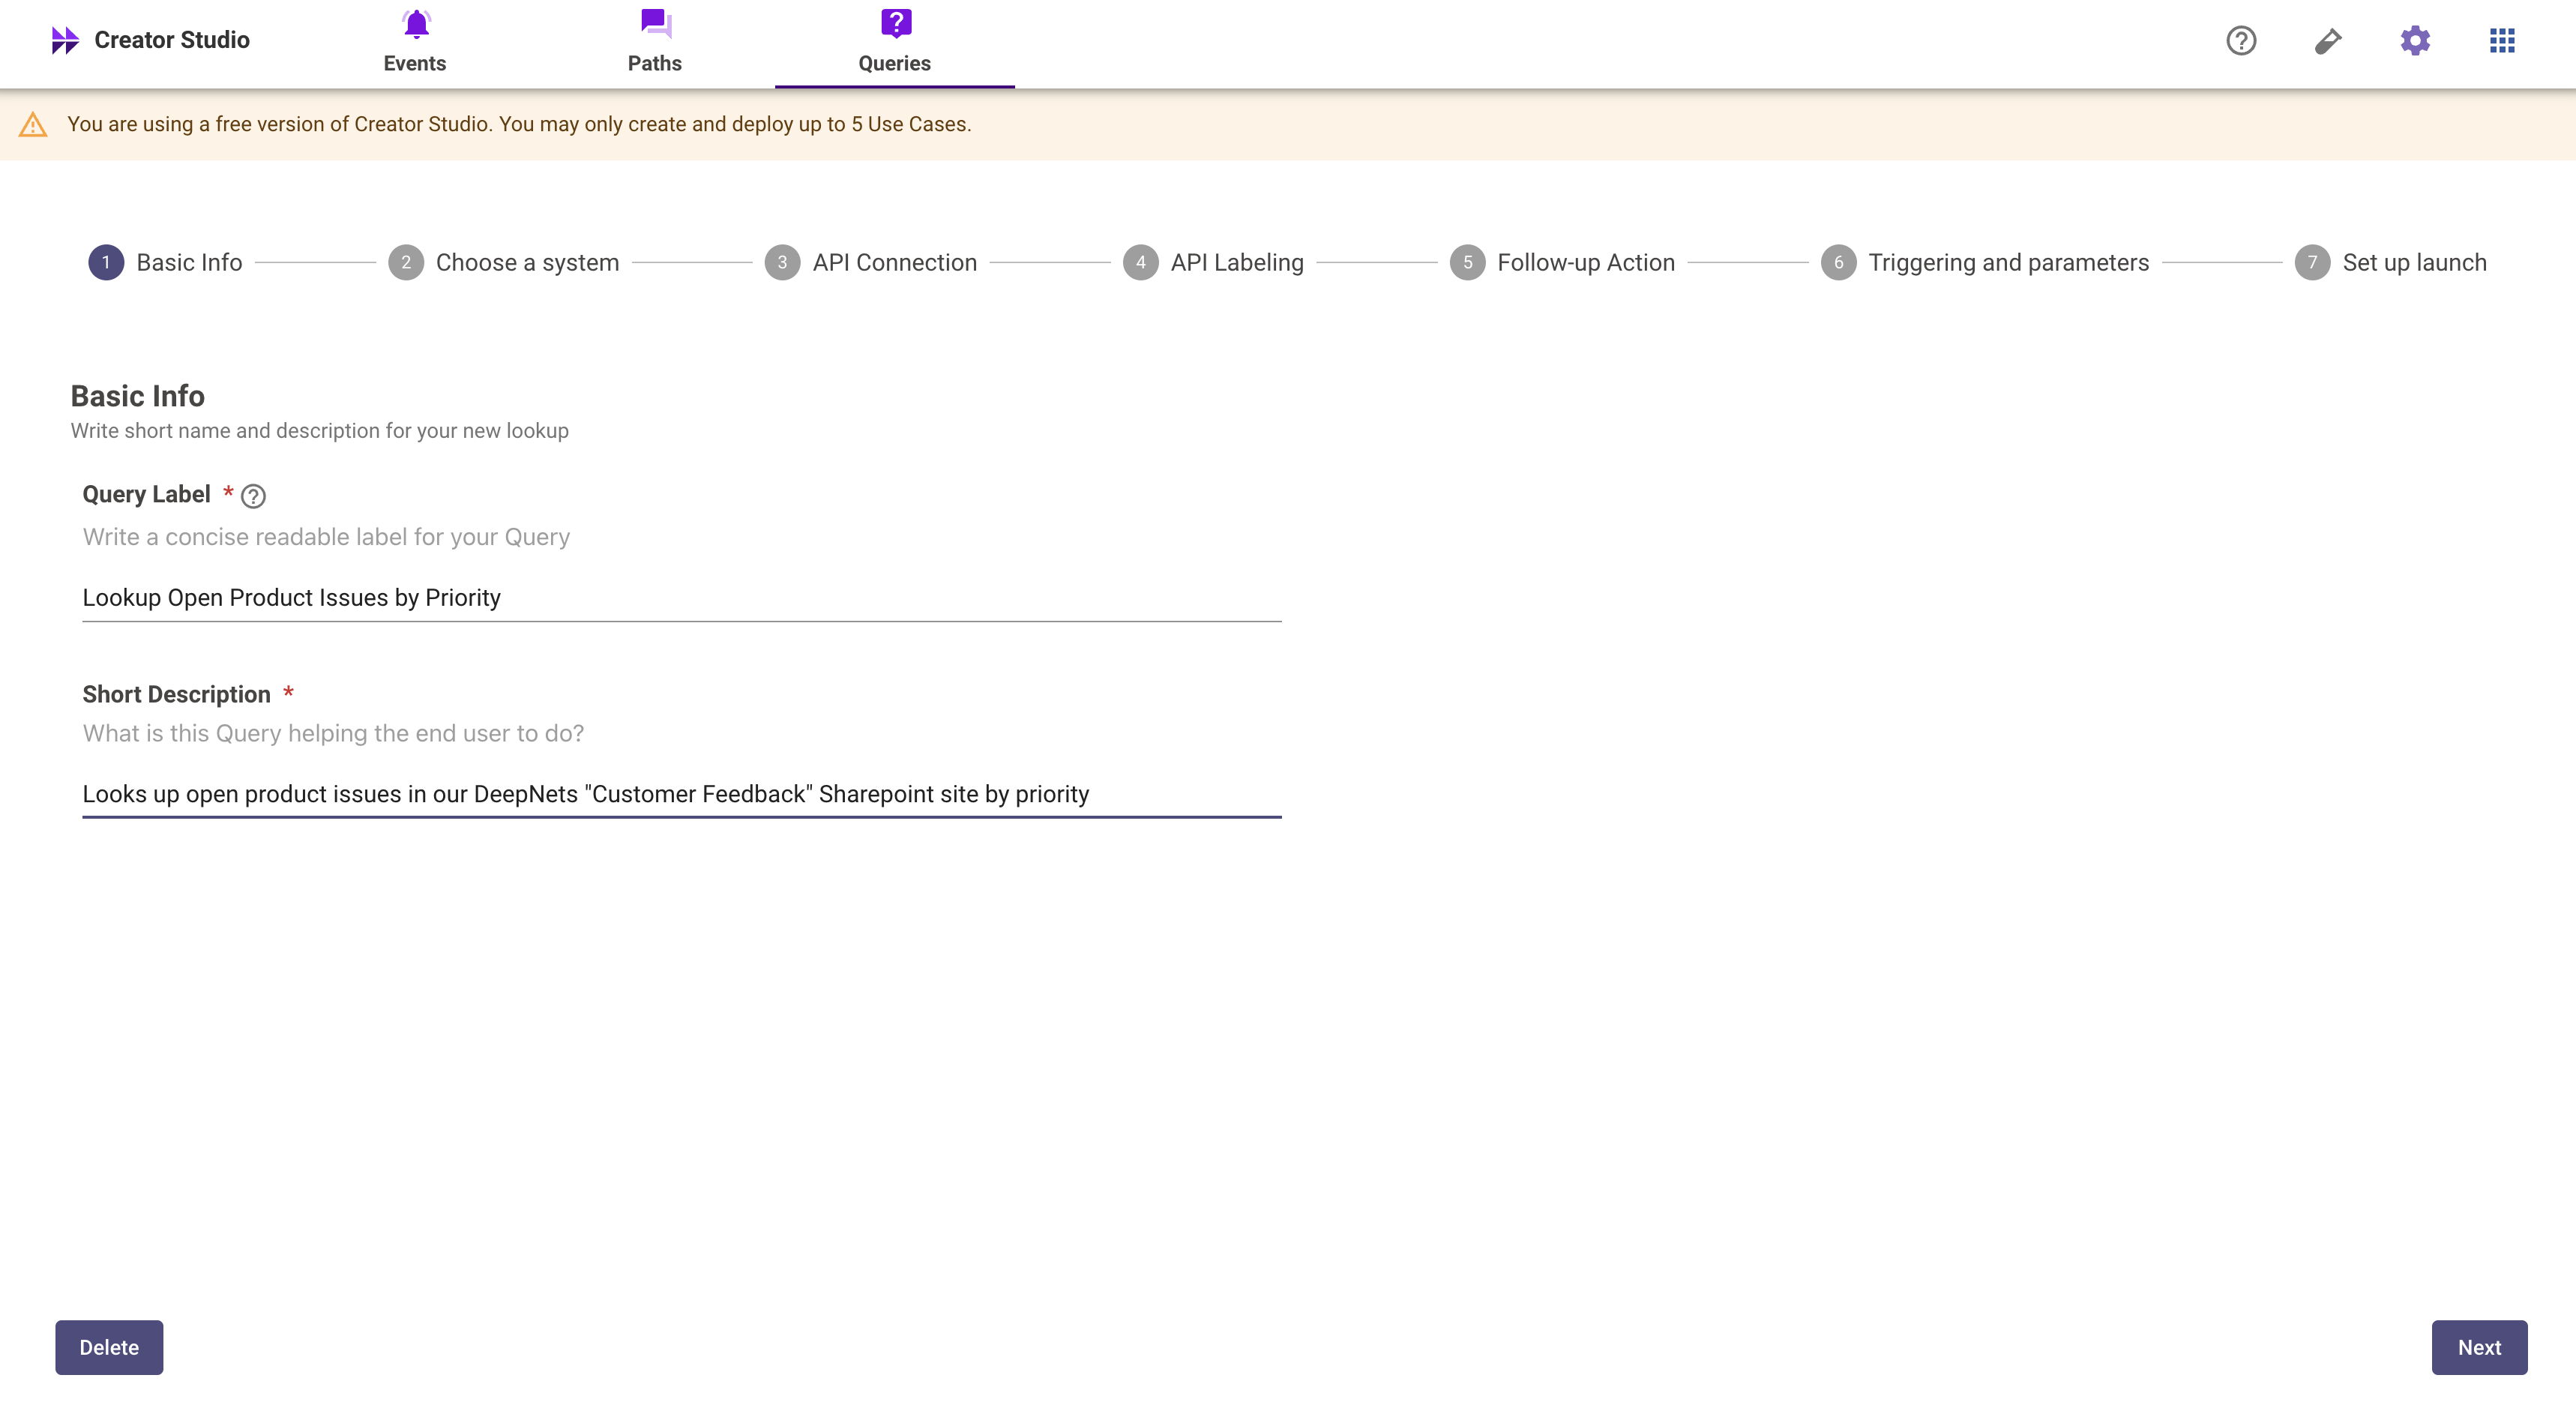 Creator Studio
Events
Paths
Queries
You are using a free version of Creator Studio. You may only create and deploy up to 5 Use Cases.
1 Basic Info
2 Choose a system
3 API Connection
4 API Labeling
5 Follow-up Action
6 Triggering and parameters
7 Set up launch
Basic Info
Write short name and description for your new lookup
Query Label *
Write a concise readable label for your Query
Lookup Open Product Issues by Priority
Short Description *
What is this Query helping the end user to do?
Looks up open product issues in our DeepNets "Customer Feedback" Sharepoint site by priority
Delete
Next